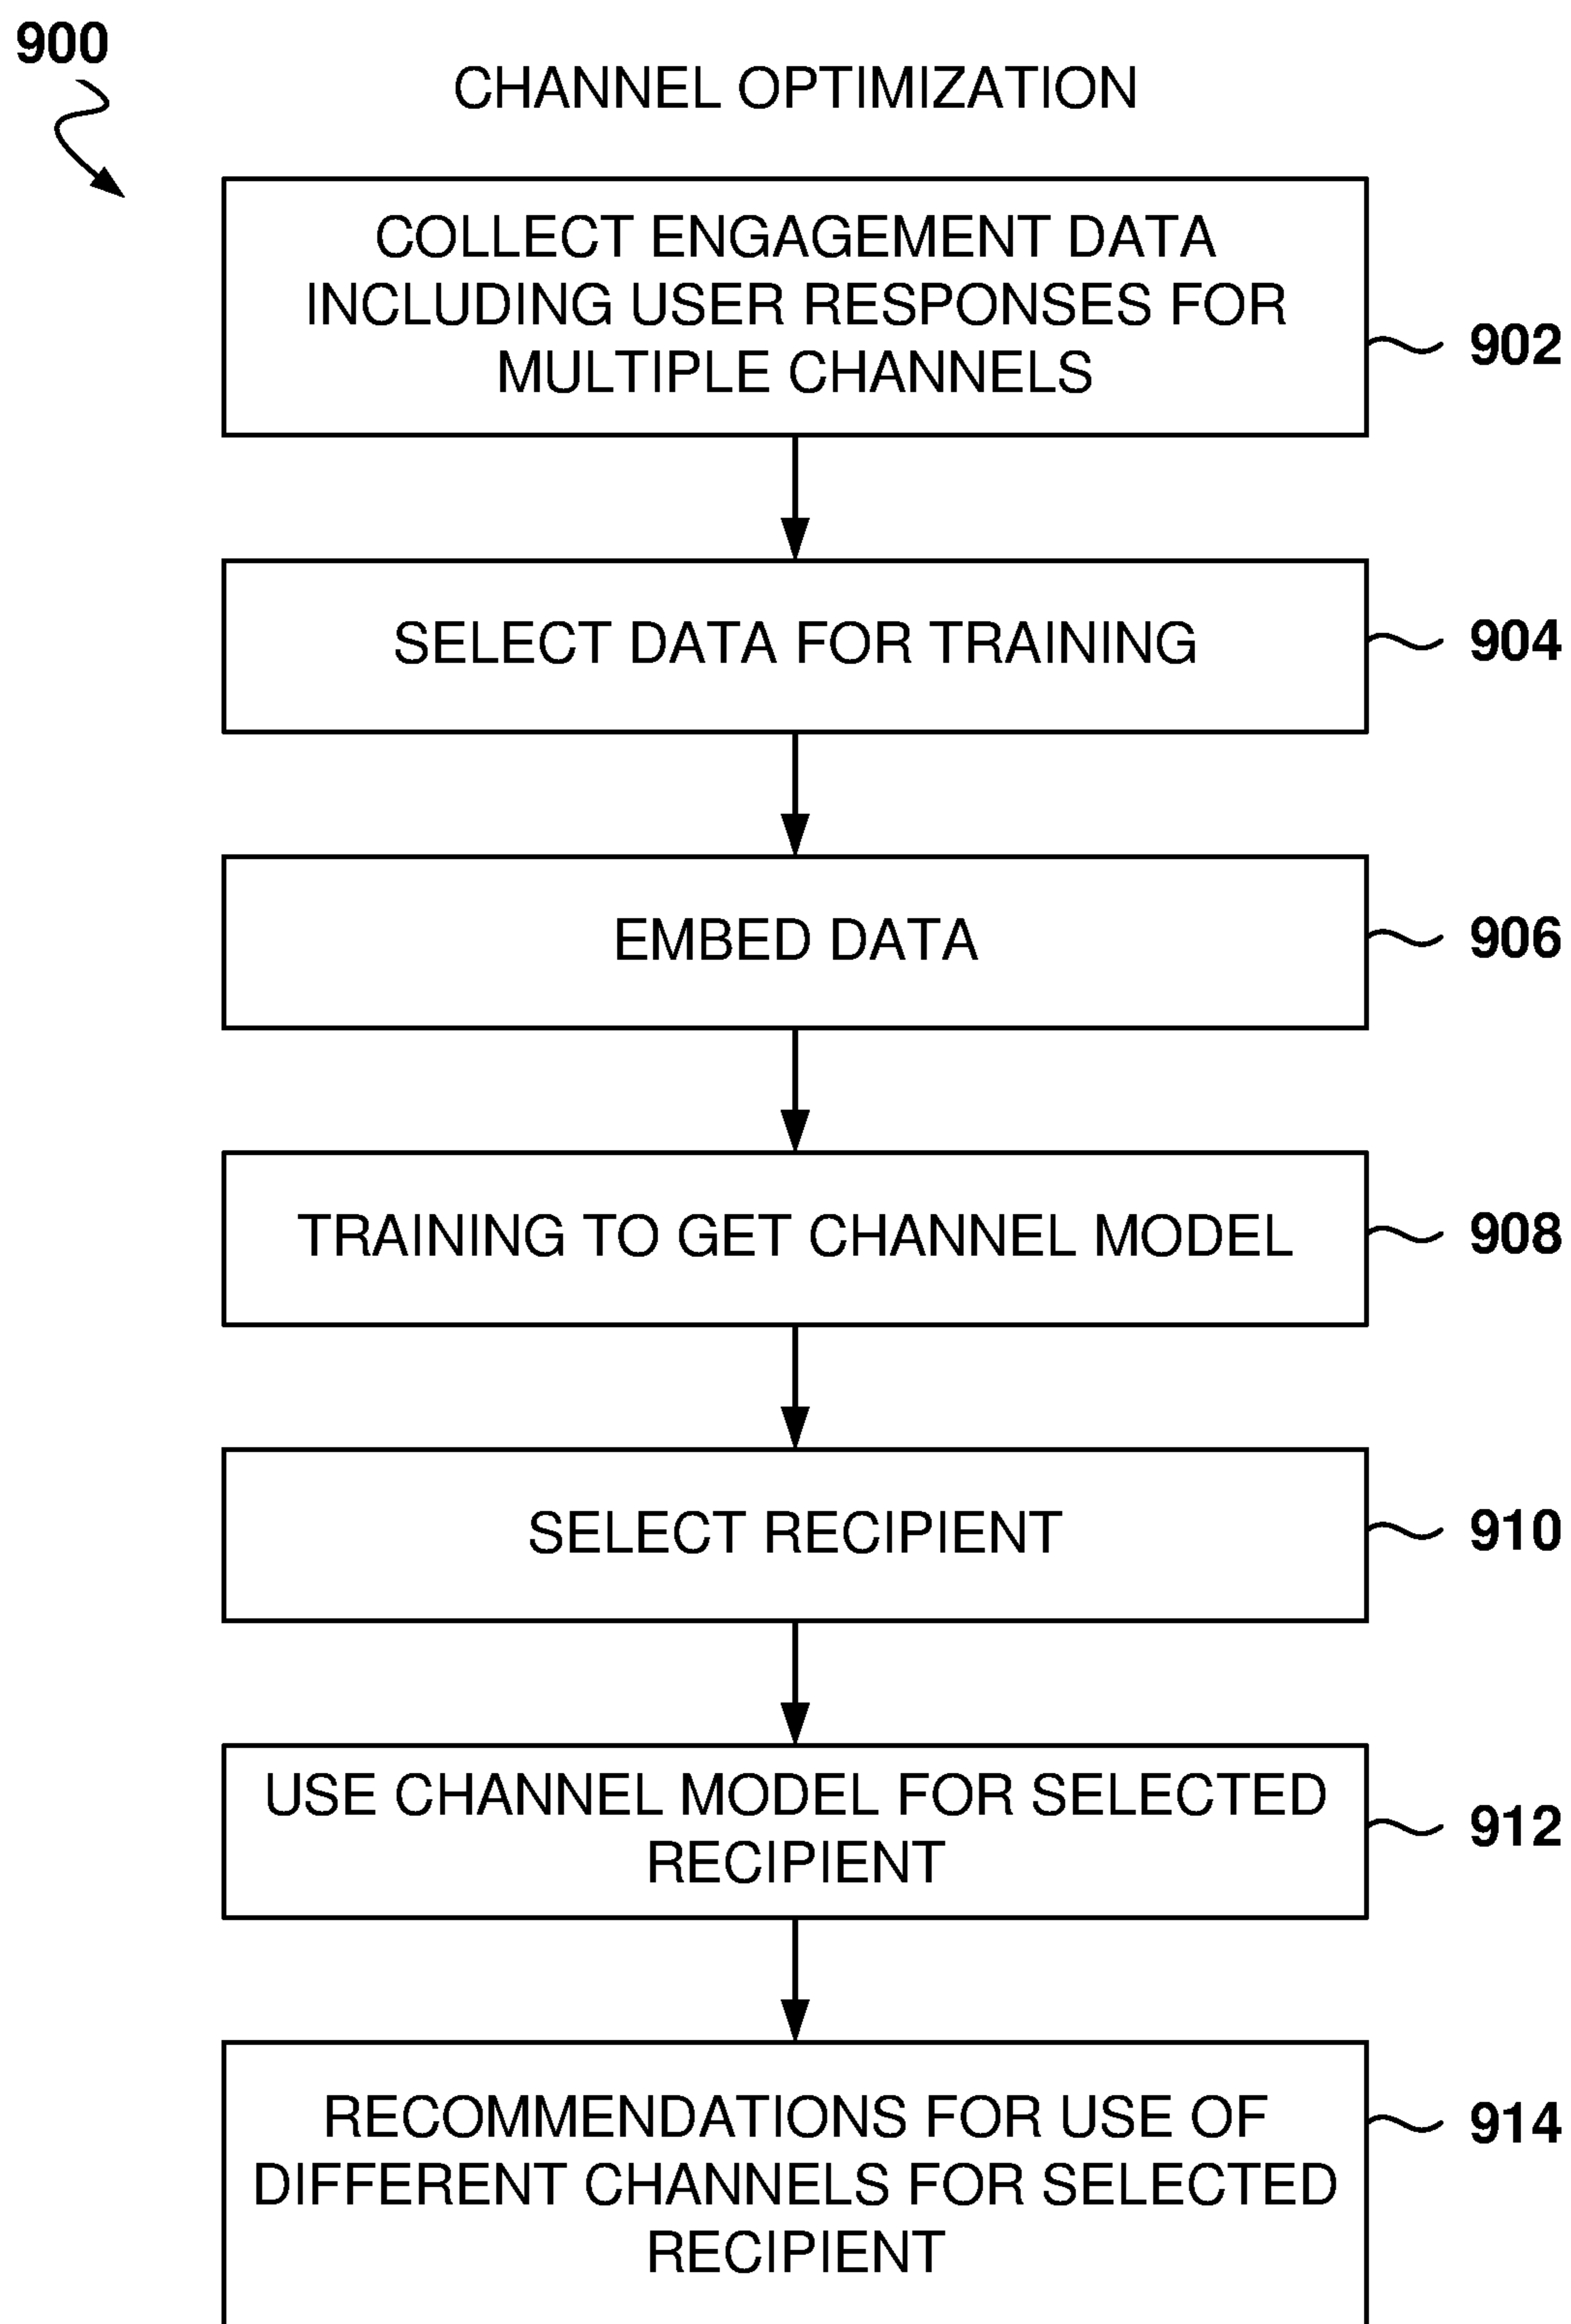 900
CHANNEL OPTIMIZATION
COLLECT ENGAGEMENT DATA
INCLUDING USER RESPONSES FOR
MULTIPLE CHANNELS
902
SELECT DATA FOR TRAINING
904
EMBED DATA
906
TRAINING TO GET CHANNEL MODEL
908
SELECT RECIPIENT
910
USE CHANNEL MODEL FOR SELECTED
RECIPIENT
912
RECOMMENDATIONS FOR USE OF
DIFFERENT CHANNELS FOR SELECTED
RECIPIENT
914